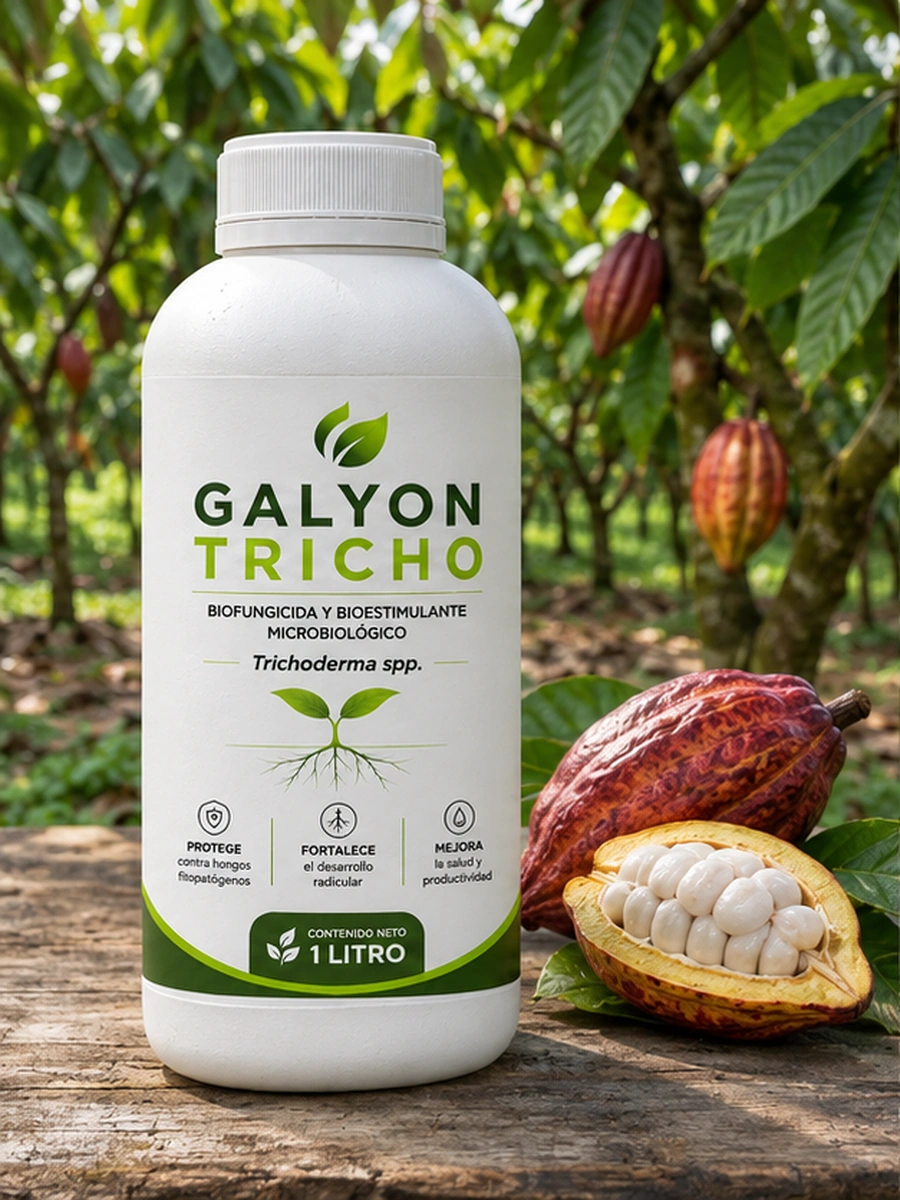 GALYON
TRICHO
BIOFUNGICIDA Y BIOESTIMULANTE
MICROBIOLÓGICO
Trichoderma spp.
PROTEGE
contra hongos
fitopatógenos
FORTALECE
el desarrollo
radicular
MEJORA
la salud y
productividad
CONTENIDO NETO
1 LITRO